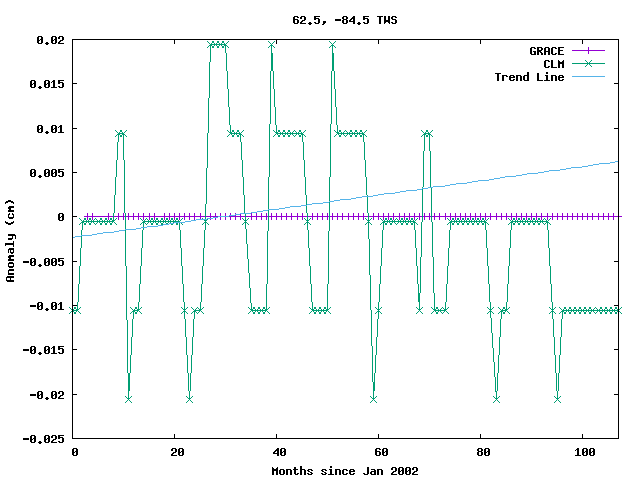 62.5, -84.5 TWS
GRACE
CLM
Trend Line
0.02
0.015
0.01
0.005
0
-0.005
-0.01
-0.015
-0.02
-0.025
Anomaly (cm)
0 20 40 60 80 100
Months since Jan 2002